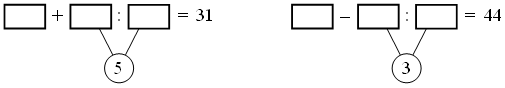 □ + □ : □ = 31
□ – □ : □ = 44
5
3